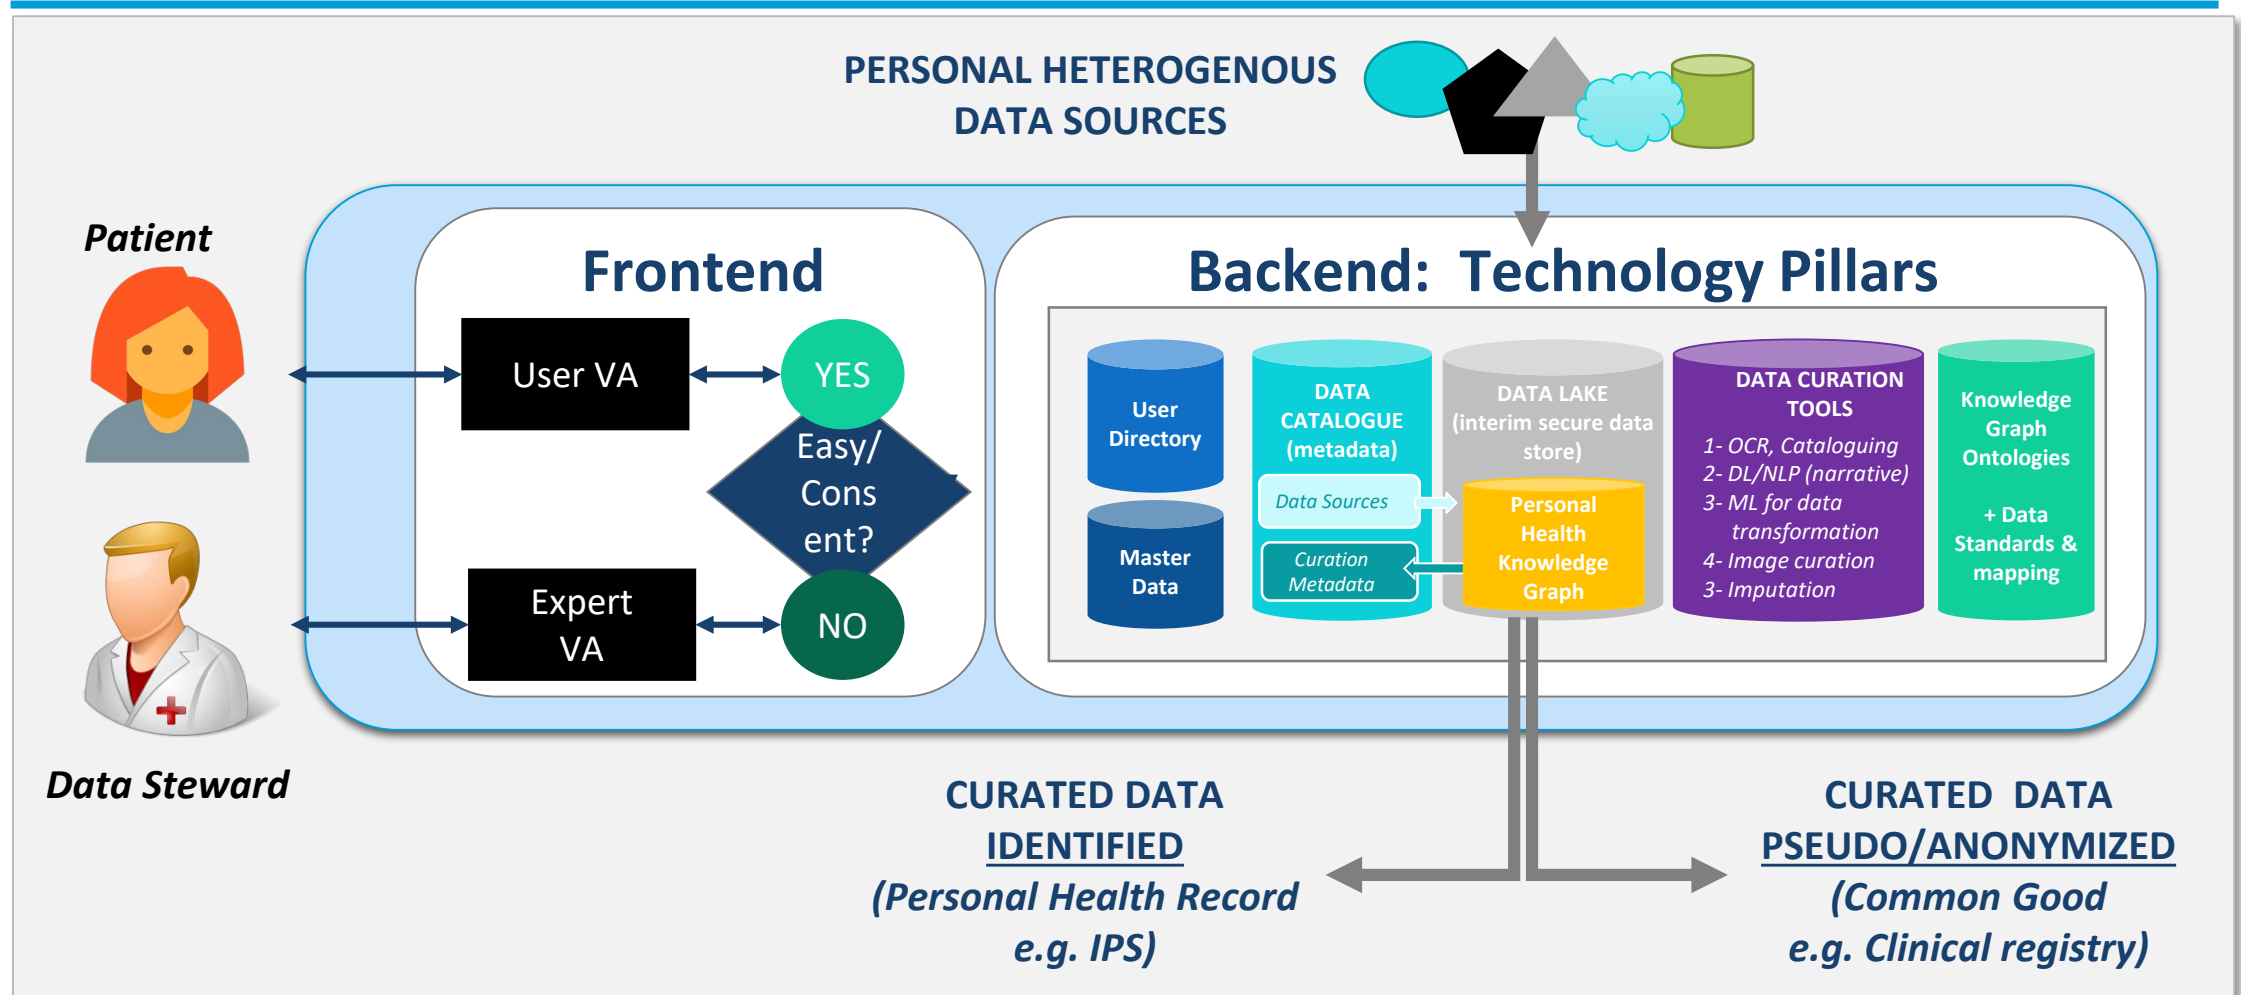 PERSONAL HETEROGENOUS
DATA SOURCES
Patient
Data Steward
Frontend
User VA
YES
Easy/
Cons
ent?
Expert
VA
NO
Backend:  Technology Pillars
User
Directory
Master
Data
DATA
CATALOGUE
(metadata)
Data Sources
Curation
Metadata
DATA LAKE
(interim secure data
store)
Personal
Health
Knowledge
Graph
DATA CURATION
TOOLS
1- OCR, Cataloguing
2- DL/NLP (narrative)
3- ML for data
transformation
4- Image curation
3- Imputation
Knowledge
Graph
Ontologies
+ Data
Standards &
mapping
CURATED DATA
IDENTIFIED
(Personal Health Record
e.g. IPS)
CURATED  DATA
PSEUDO/ANONYMIZED
(Common Good
e.g. Clinical registry)